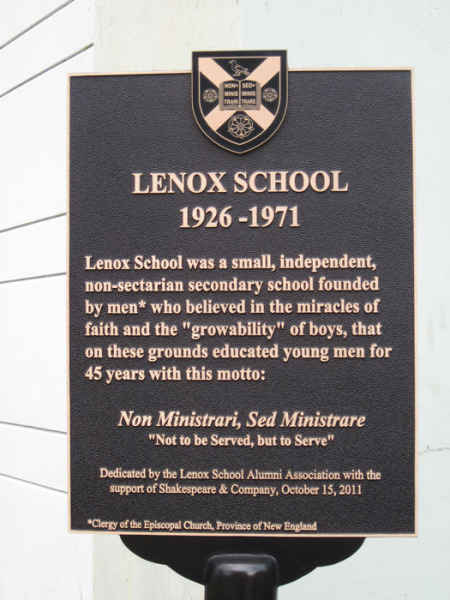 NON• SED•
MINIS MINIS
TRARI TRARE
LENOX SCHOOL
1926 -1971
Lenox School was a small, independent,
non-sectarian secondary school founded
by men* who believed in the miracles of
faith and the "growability" of boys, that
on these grounds educated young men for
45 years with this motto:
Non Ministrari, Sed Ministrare
"Not to be Served, but to Serve"
Dedicated by the Lenox School Alumni Association with the
support of Shakespeare & Company, October 15, 2011
*Clergy of the Episcopal Church, Province of New England